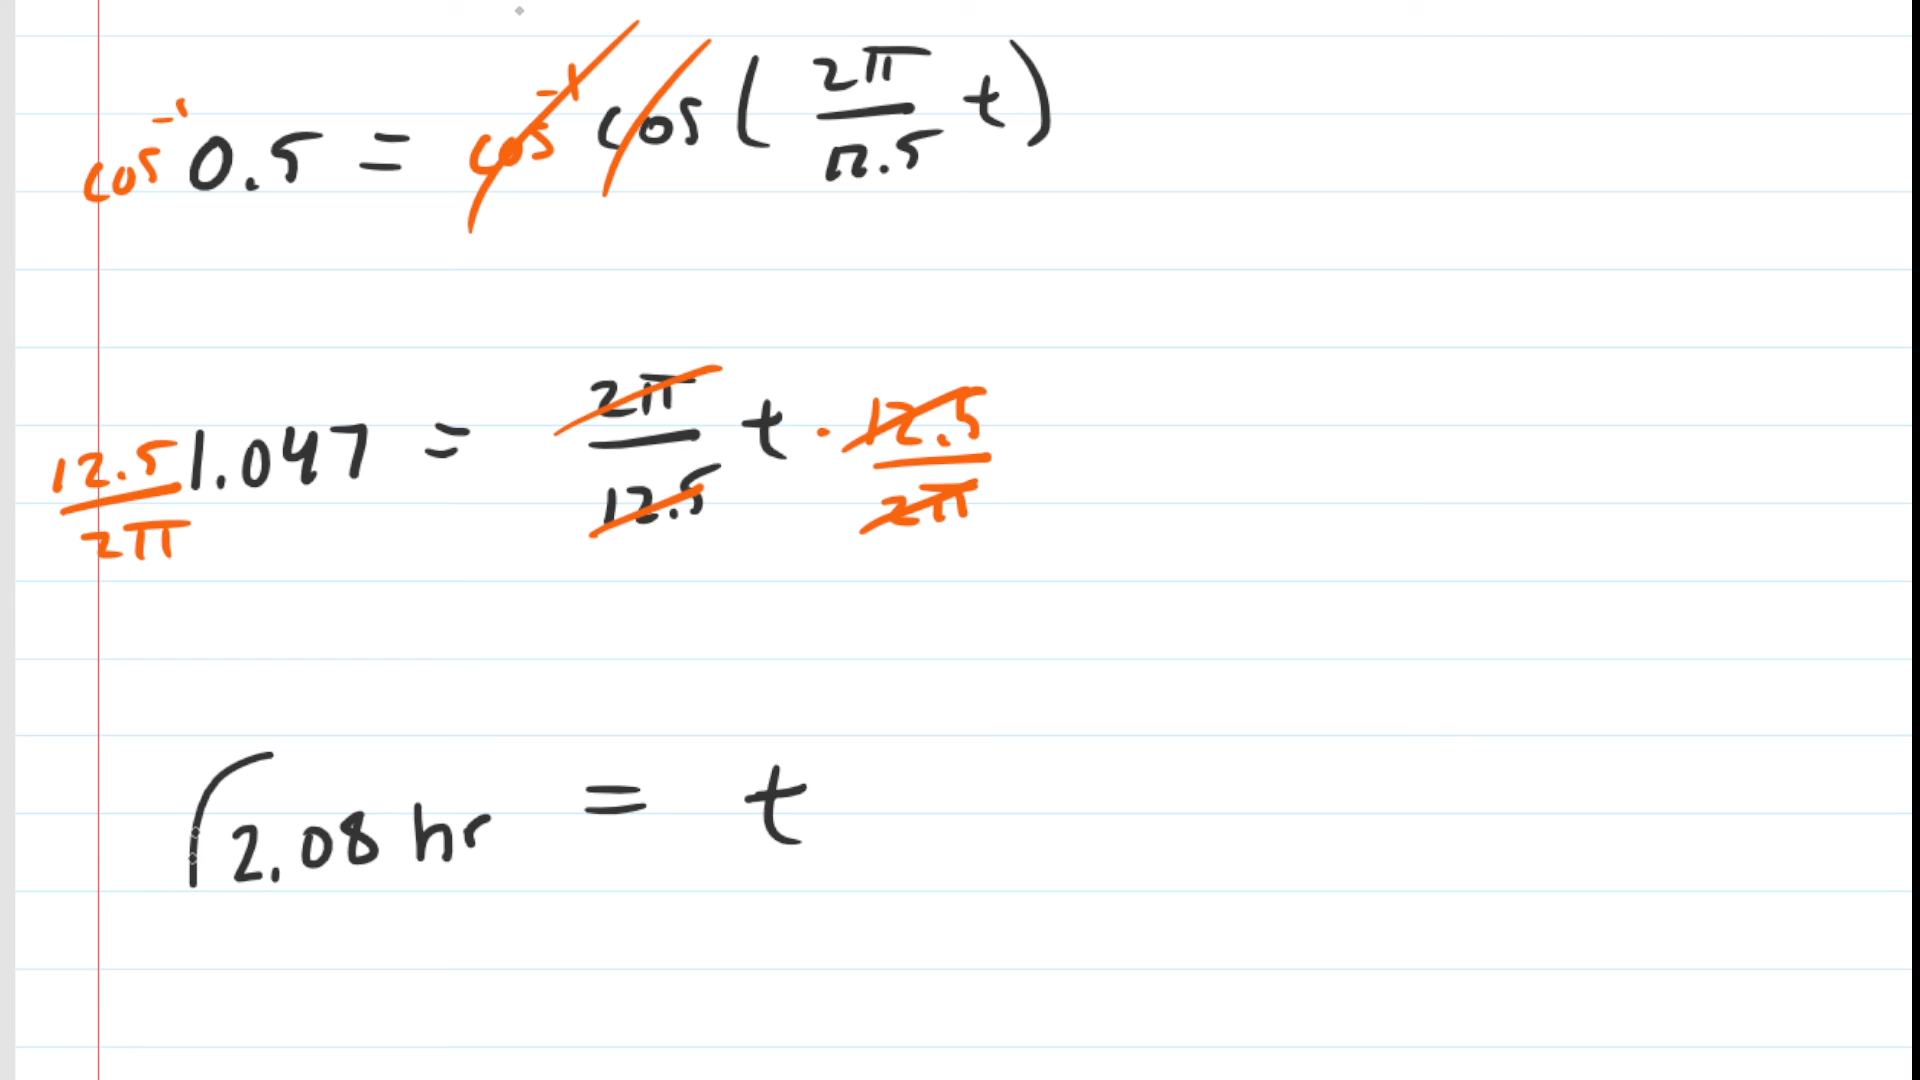 cos⁻¹ 0.5 = cos⁻¹ cos ( 2π/12.5 t )
12.5/2π 1.047 = 2π/12.5 t · 12.5/2π
2.08 hr = t